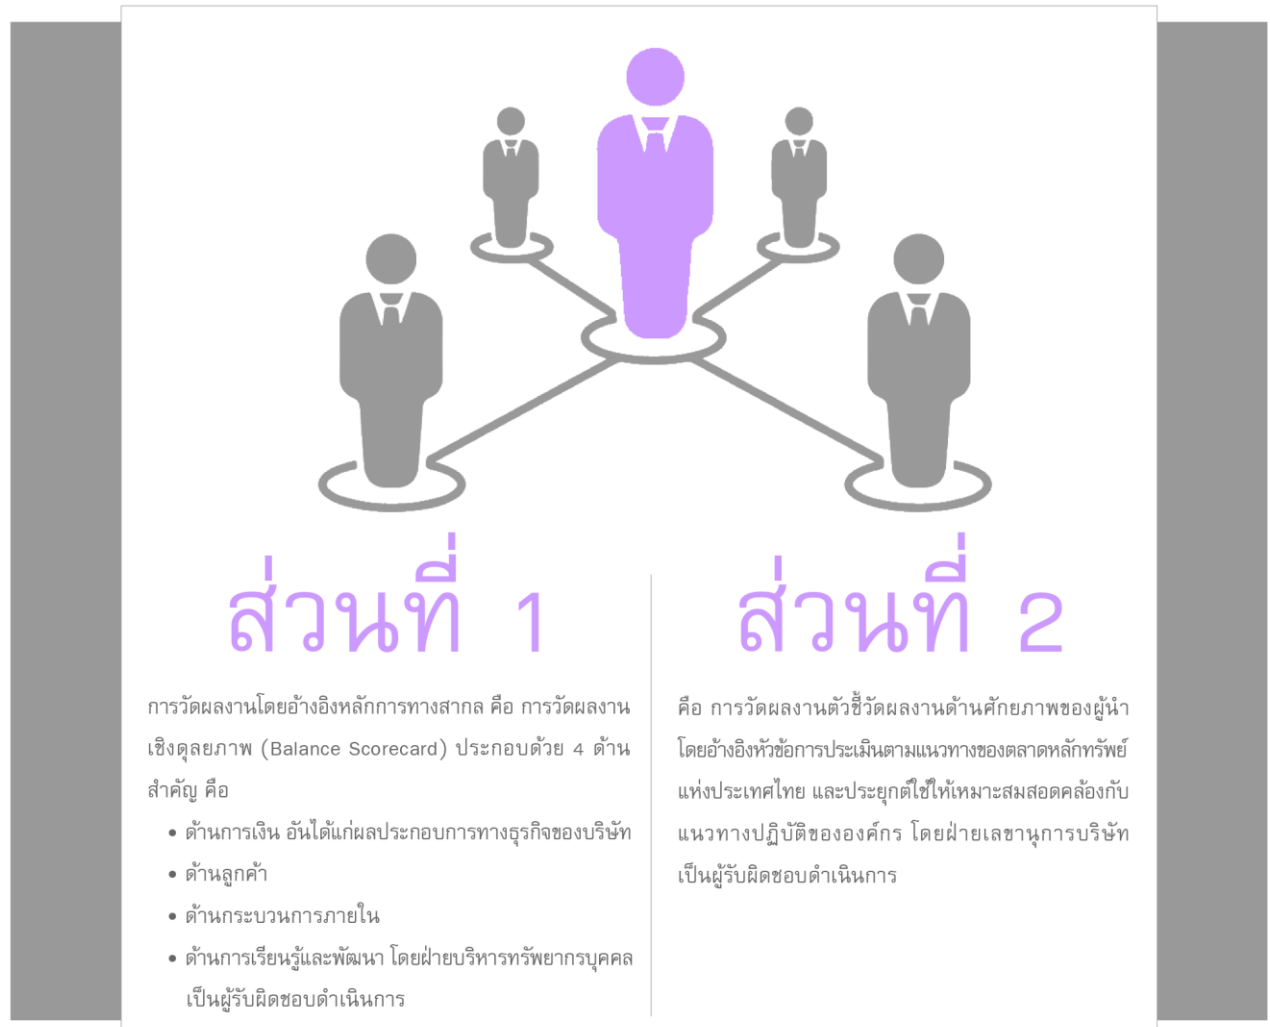 ส่วนที่ 1
การวัดผลงานโดยอ้างอิงหลักการทางสากล คือ การวัดผลงาน
เชิงดุลยภาพ (Balance Scorecard) ประกอบด้วย 4 ด้าน
สำคัญ คือ
• ด้านการเงิน อันได้แก่ผลประกอบการทางธุรกิจของบริษัท
• ด้านลูกค้า
• ด้านกระบวนการภายใน
• ด้านการเรียนรู้และพัฒนา โดยฝ่ายบริหารทรัพยากรบุคคล
เป็นผู้รับผิดชอบดำเนินการ
ส่วนที่ 2
คือ การวัดผลงานตัวชี้วัดผลงานด้านศักยภาพของผู้นำ
โดยอ้างอิงหัวข้อการประเมินตามแนวทางของตลาดหลักทรัพย์
แห่งประเทศไทย และประยุกต์ใช้ให้เหมาะสมสอดคล้องกับ
แนวทางปฏิบัติขององค์กร โดยฝ่ายเลขานุการบริษัท
เป็นผู้รับผิดชอบดำเนินการ